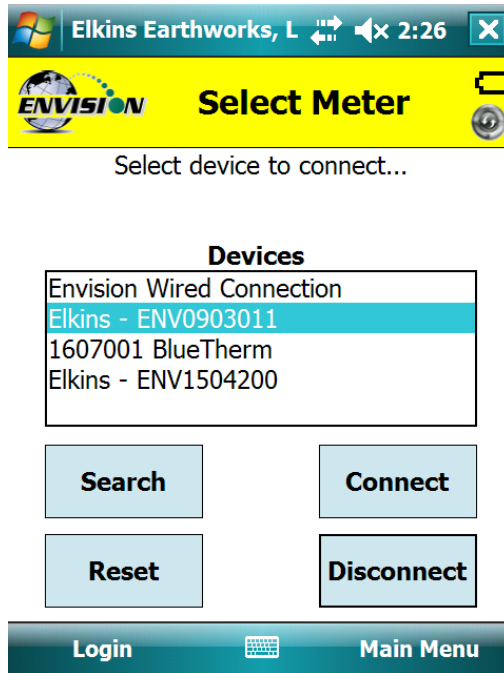 Elkins Earthworks, L 2:26
ENVISION
Select Meter
Select device to connect...
Devices
Envision Wired Connection
Elkins - ENV0903011
1607001 BlueTherm
Elkins - ENV1504200
Search Connect
Reset Disconnect
Login Main Menu